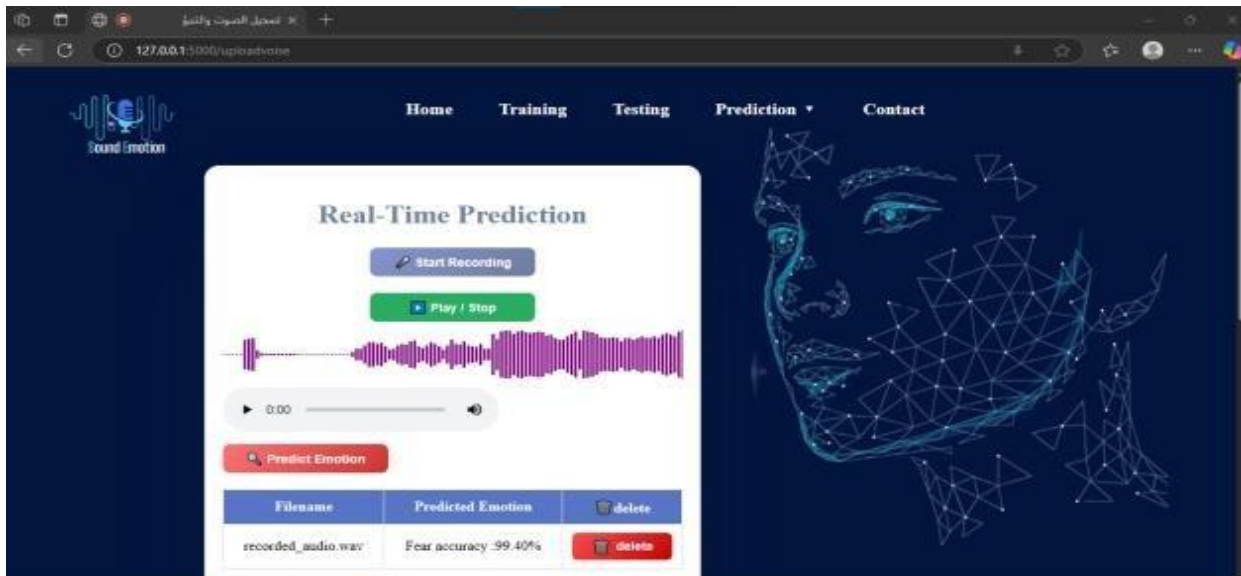 تسجيل الصوت والتنبؤ
127.0.0.1:5000/uploadvoise
Home Training Testing Prediction ▾ Contact
Sound Emotion
Real-Time Prediction
Start Recording
Play / Stop
0:00
Predict Emotion
Filename Predicted Emotion delete
recorded_audio.wav Fear accuracy :99.40% delete